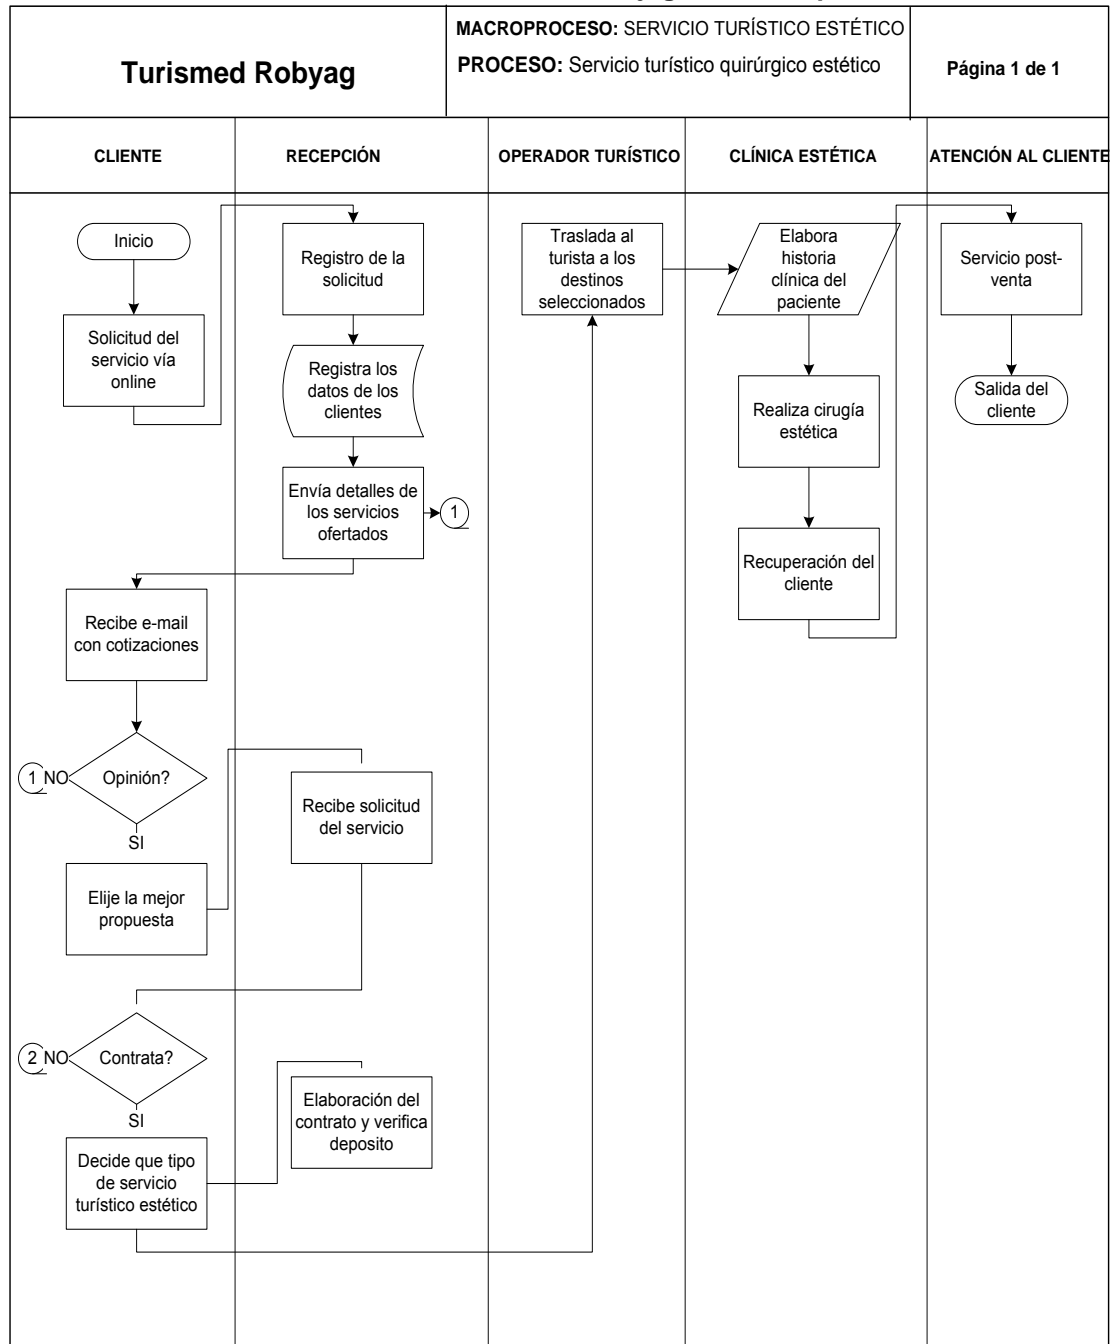 MACROPROCESO: SERVICIO TURÍSTICO ESTÉTICO
Turismed Robyag
PROCESO: Servicio turístico quirúrgico estético
Página 1 de 1
CLIENTE
RECEPCIÓN
OPERADOR TURÍSTICO
CLÍNICA ESTÉTICA
ATENCIÓN AL CLIENTE
Inicio
Solicitud del
servicio vía
online
Registro de la
solicitud
Registra los
datos de los
clientes
Envía detalles de
los servicios
ofertados
1
Recibe e-mail
con cotizaciones
1 NO
Opinión?
SI
Elije la mejor
propuesta
Recibe solicitud
del servicio
2 NO
Contrata?
SI
Decide que tipo
de servicio
turístico estético
Elaboración del
contrato y verifica
deposito
Traslada al
turista a los
destinos
seleccionados
Elabora
historia
clínica del
paciente
Realiza cirugía
estética
Recuperación del
cliente
Servicio post-
venta
Salida del
cliente